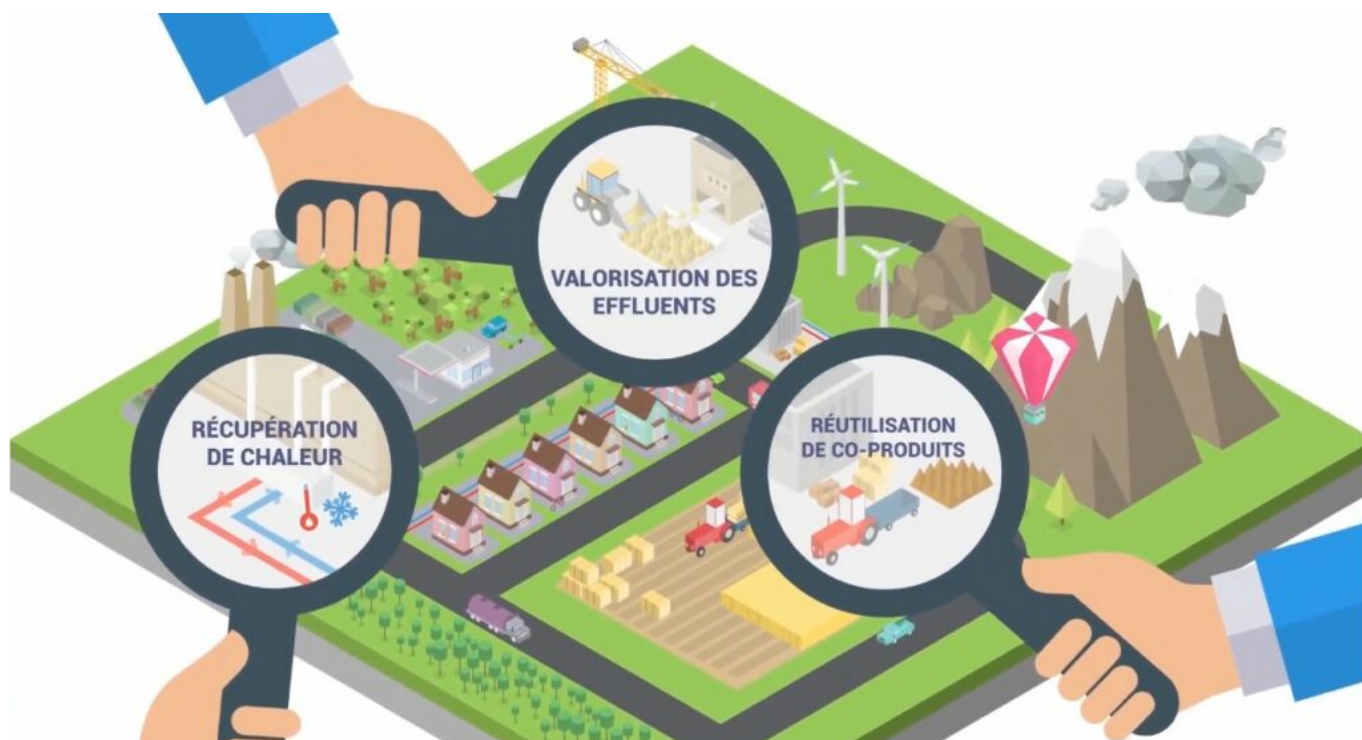 VALORISATION DES
EFFLUENTS
RÉCUPÉRATION
DE CHALEUR
RÉUTILISATION
DE CO-PRODUITS